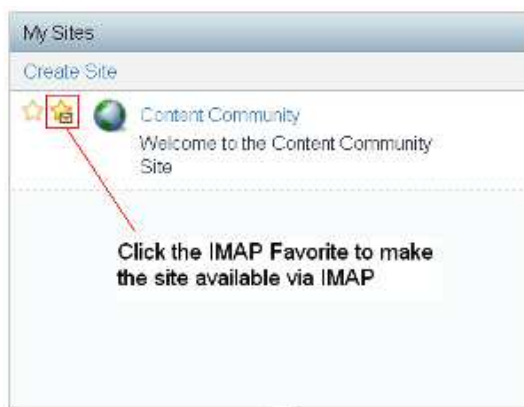 My Sites
Create Site
Content Community
Welcome to the Content Community
Site
Click the IMAP Favorite to make
the site available via IMAP